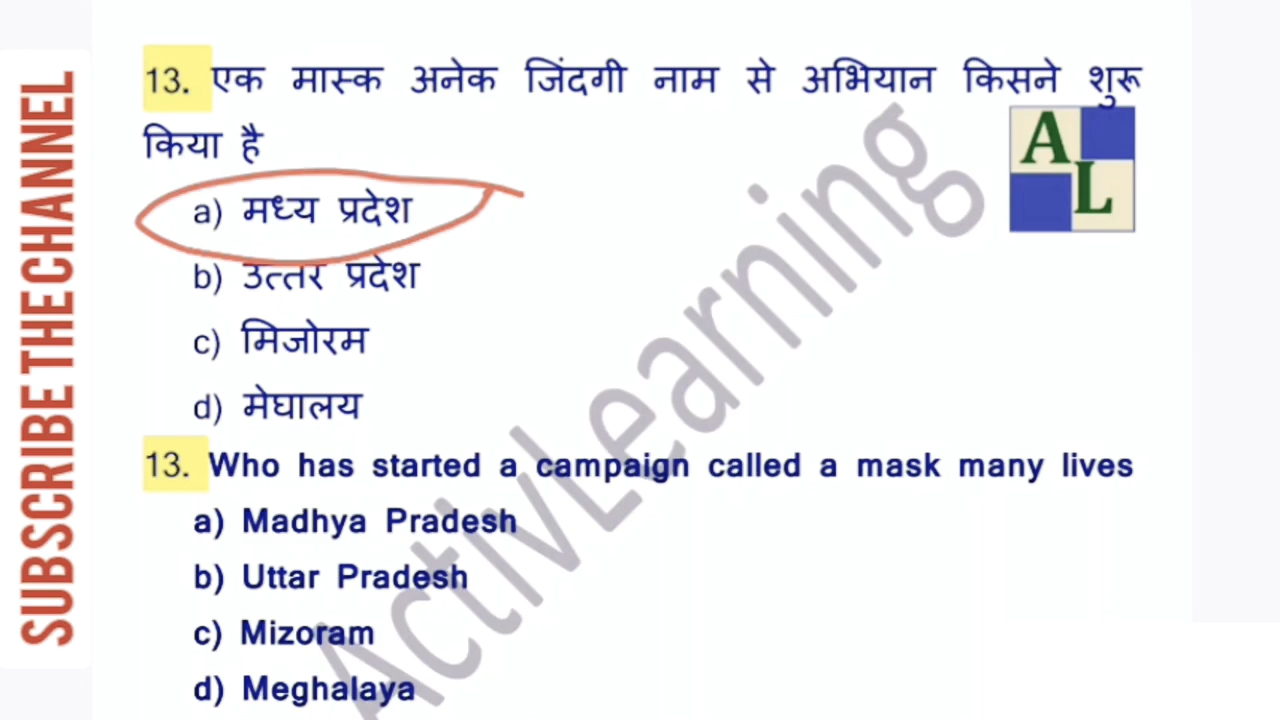 SUBSCRIBE THE CHANNEL
13. एक मास्क अनेक जिंदगी नाम से अभियान किसने शुरू
किया है
a) मध्य प्रदेश
b) उत्तर प्रदेश
c) मिजोरम
d) मेघालय
13. Who has started a campaign called a mask many lives
a) Madhya Pradesh
b) Uttar Pradesh
c) Mizoram
d) Meghalaya
AL
ActivLearning